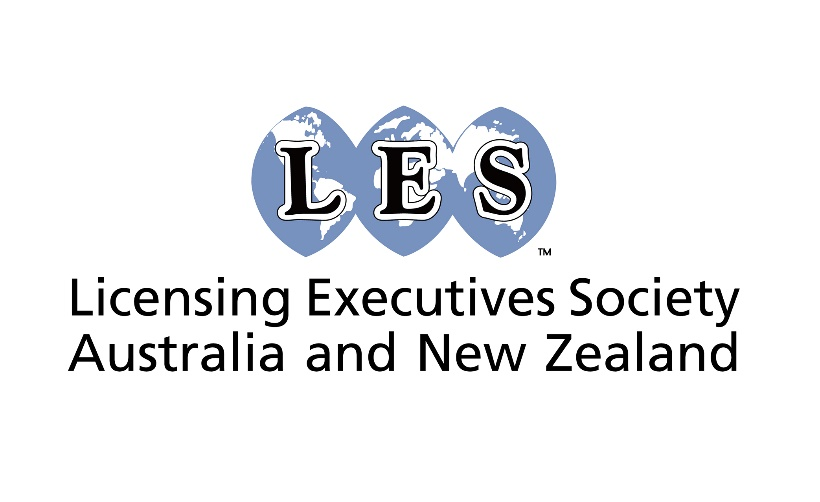 LES
TM
Licensing Executives Society
Australia and New Zealand